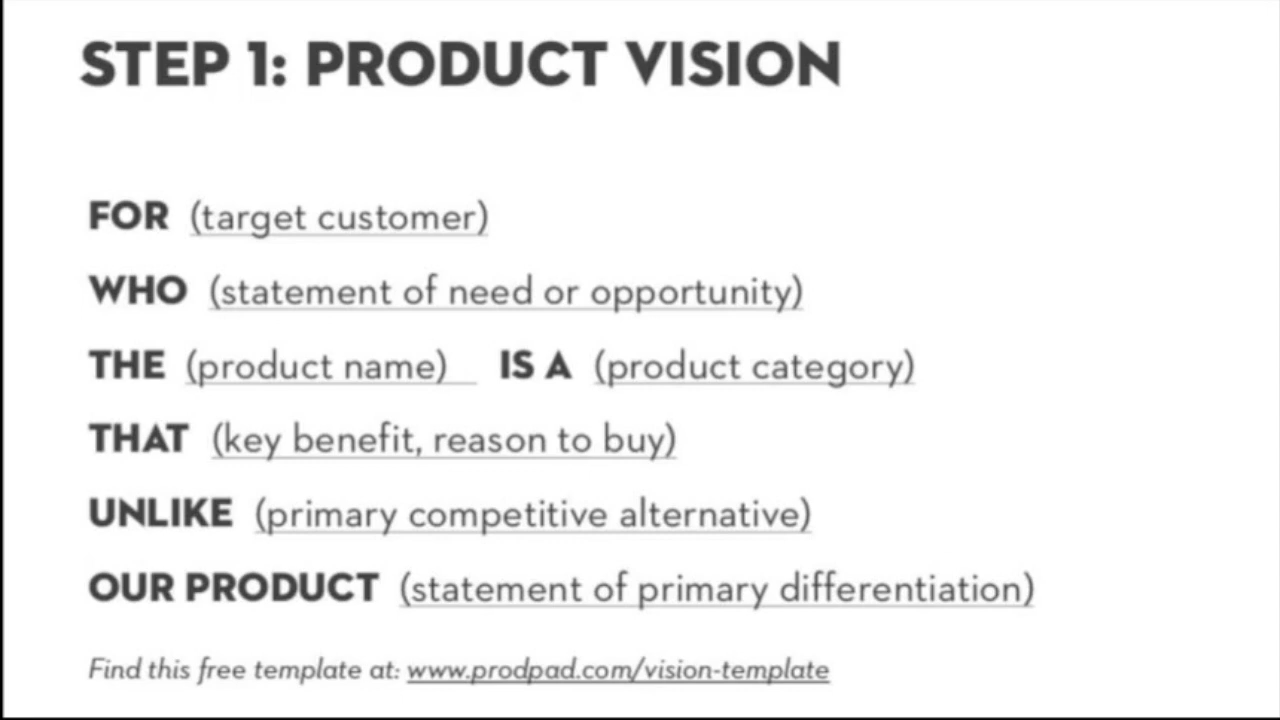 STEP 1: PRODUCT VISION
FOR (target customer)
WHO (statement of need or opportunity)
THE (product name) IS A (product category)
THAT (key benefit, reason to buy)
UNLIKE (primary competitive alternative)
OUR PRODUCT (statement of primary differentiation)
Find this free template at: www.prodpad.com/vision-template